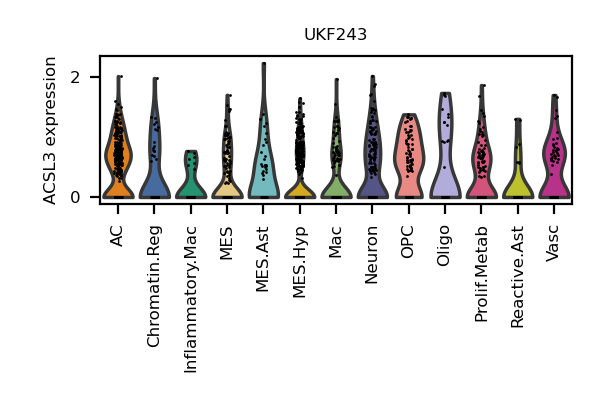 UKF243
ACSL3 expression
2
0
AC
Chromatin.Reg
Inflammatory.Mac
MES
MES.Ast
MES.Hyp
Mac
Neuron
OPC
Oligo
Prolif.Metab
Reactive.Ast
Vasc